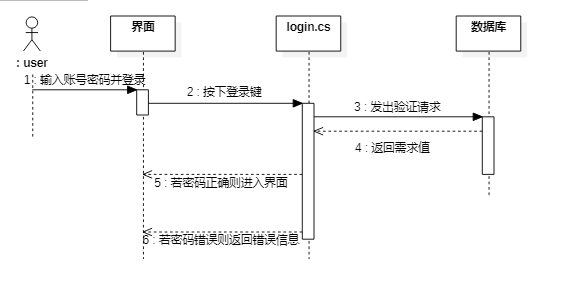 界面
login.cs
数据库
: user
1 : 输入账号密码并登录
2 : 按下登录键
3 : 发出验证请求
4 : 返回需求值
5 : 若密码正确则进入界面
6 : 若密码错误则返回错误信息